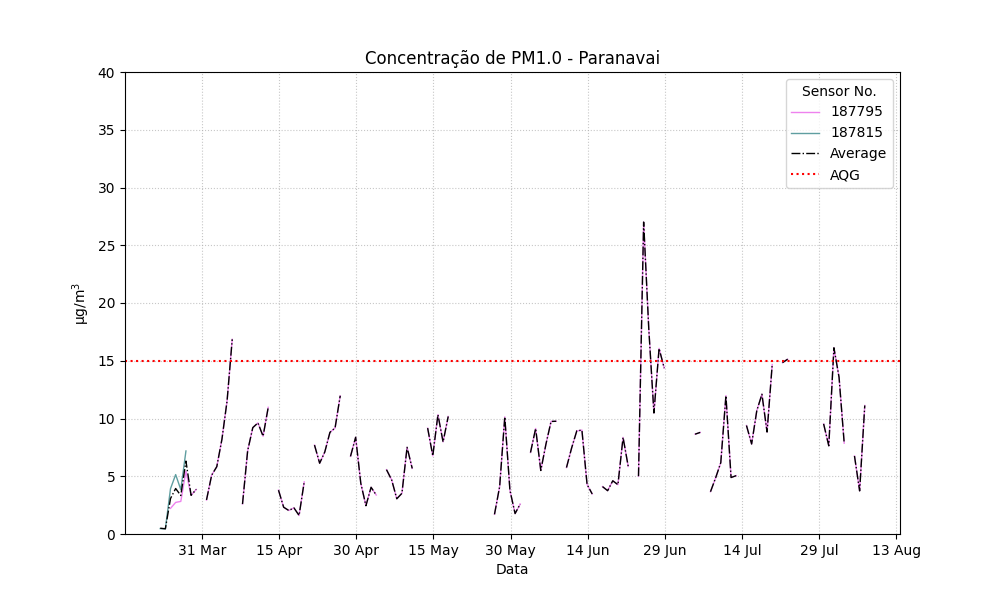 Concentração de PM1.0 - Paranavai
40
35
30
25
20
15
10
5
0
µg/m³
Sensor No.
187795
187815
Average
AQG
31 Mar 15 Apr 30 Apr 15 May 30 May 14 Jun 29 Jun 14 Jul 29 Jul 13 Aug
Data